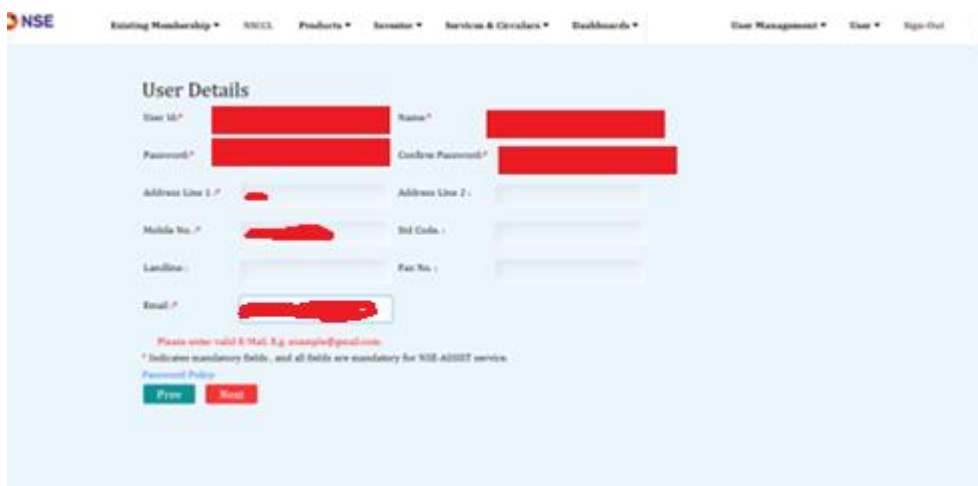 NSE Existing Membership ▾ NSCCL Products ▾ Investor ▾ Services & Circulars ▾ Dashboards ▾ User Management ▾ User ▾ Sign-Out
User Details
User Id:* Name:*
Password:* Confirm Password:*
Address Line 1 :* Address Line 2 :
Mobile No. :* Std Code. :
Landline : Fax No. :
Email :*
Please enter valid E-Mail. E.g. example@gmail.com
* Indicates mandatory fields , and all fields are mandatory for NSE-ASSIST service.
Password Policy
Prev Next